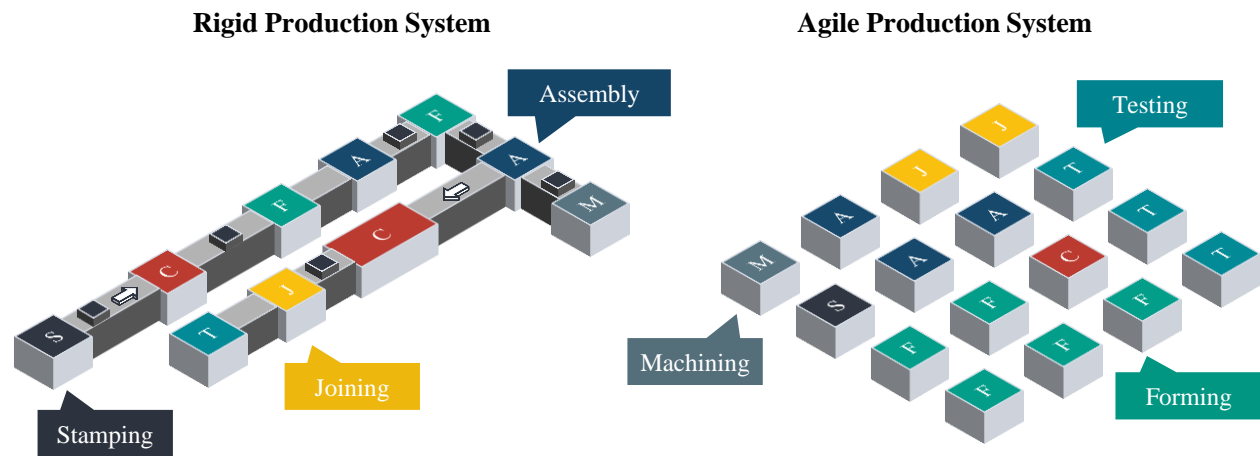 Rigid Production System
Agile Production System
Assembly
Testing
F
A
A
F
M
C
C
J
S
T
Joining
Stamping
J
J
T
A
A
T
M
A
C
T
S
F
F
F
F
F
Machining
Forming